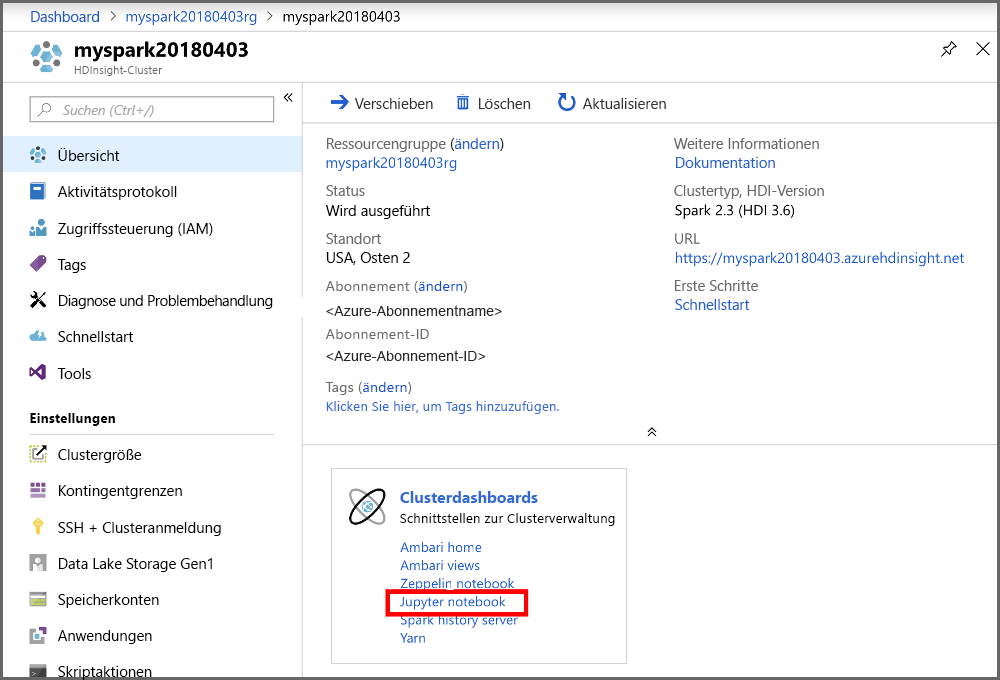 Dashboard > myspark20180403rg > myspark20180403
myspark20180403
HDInsight-Cluster
Suchen (Ctrl+/)
Übersicht
Aktivitätsprotokoll
Zugriffssteuerung (IAM)
Tags
Diagnose und Problembehandlung
Schnellstart
Tools
Einstellungen
Clustergröße
Kontingentgrenzen
SSH + Clusteranmeldung
Data Lake Storage Gen1
Speicherkonten
Anwendungen
Skriptaktionen
Verschieben Löschen Aktualisieren
Ressourcengruppe (ändern)
myspark20180403rg
Status
Wird ausgeführt
Standort
USA, Osten 2
Abonnement (ändern)
<Azure-Abonnementname>
Abonnement-ID
<Azure-Abonnement-ID>
Tags (ändern)
Klicken Sie hier, um Tags hinzuzufügen.
Weitere Informationen
Dokumentation
Clustertyp, HDI-Version
Spark 2.3 (HDI 3.6)
URL
https://myspark20180403.azurehdinsight.net
Erste Schritte
Schnellstart
Clusterdashboards
Schnittstellen zur Clusterverwaltung
Ambari home
Ambari views
Zeppelin notebook
Jupyter notebook
Spark history server
Yarn